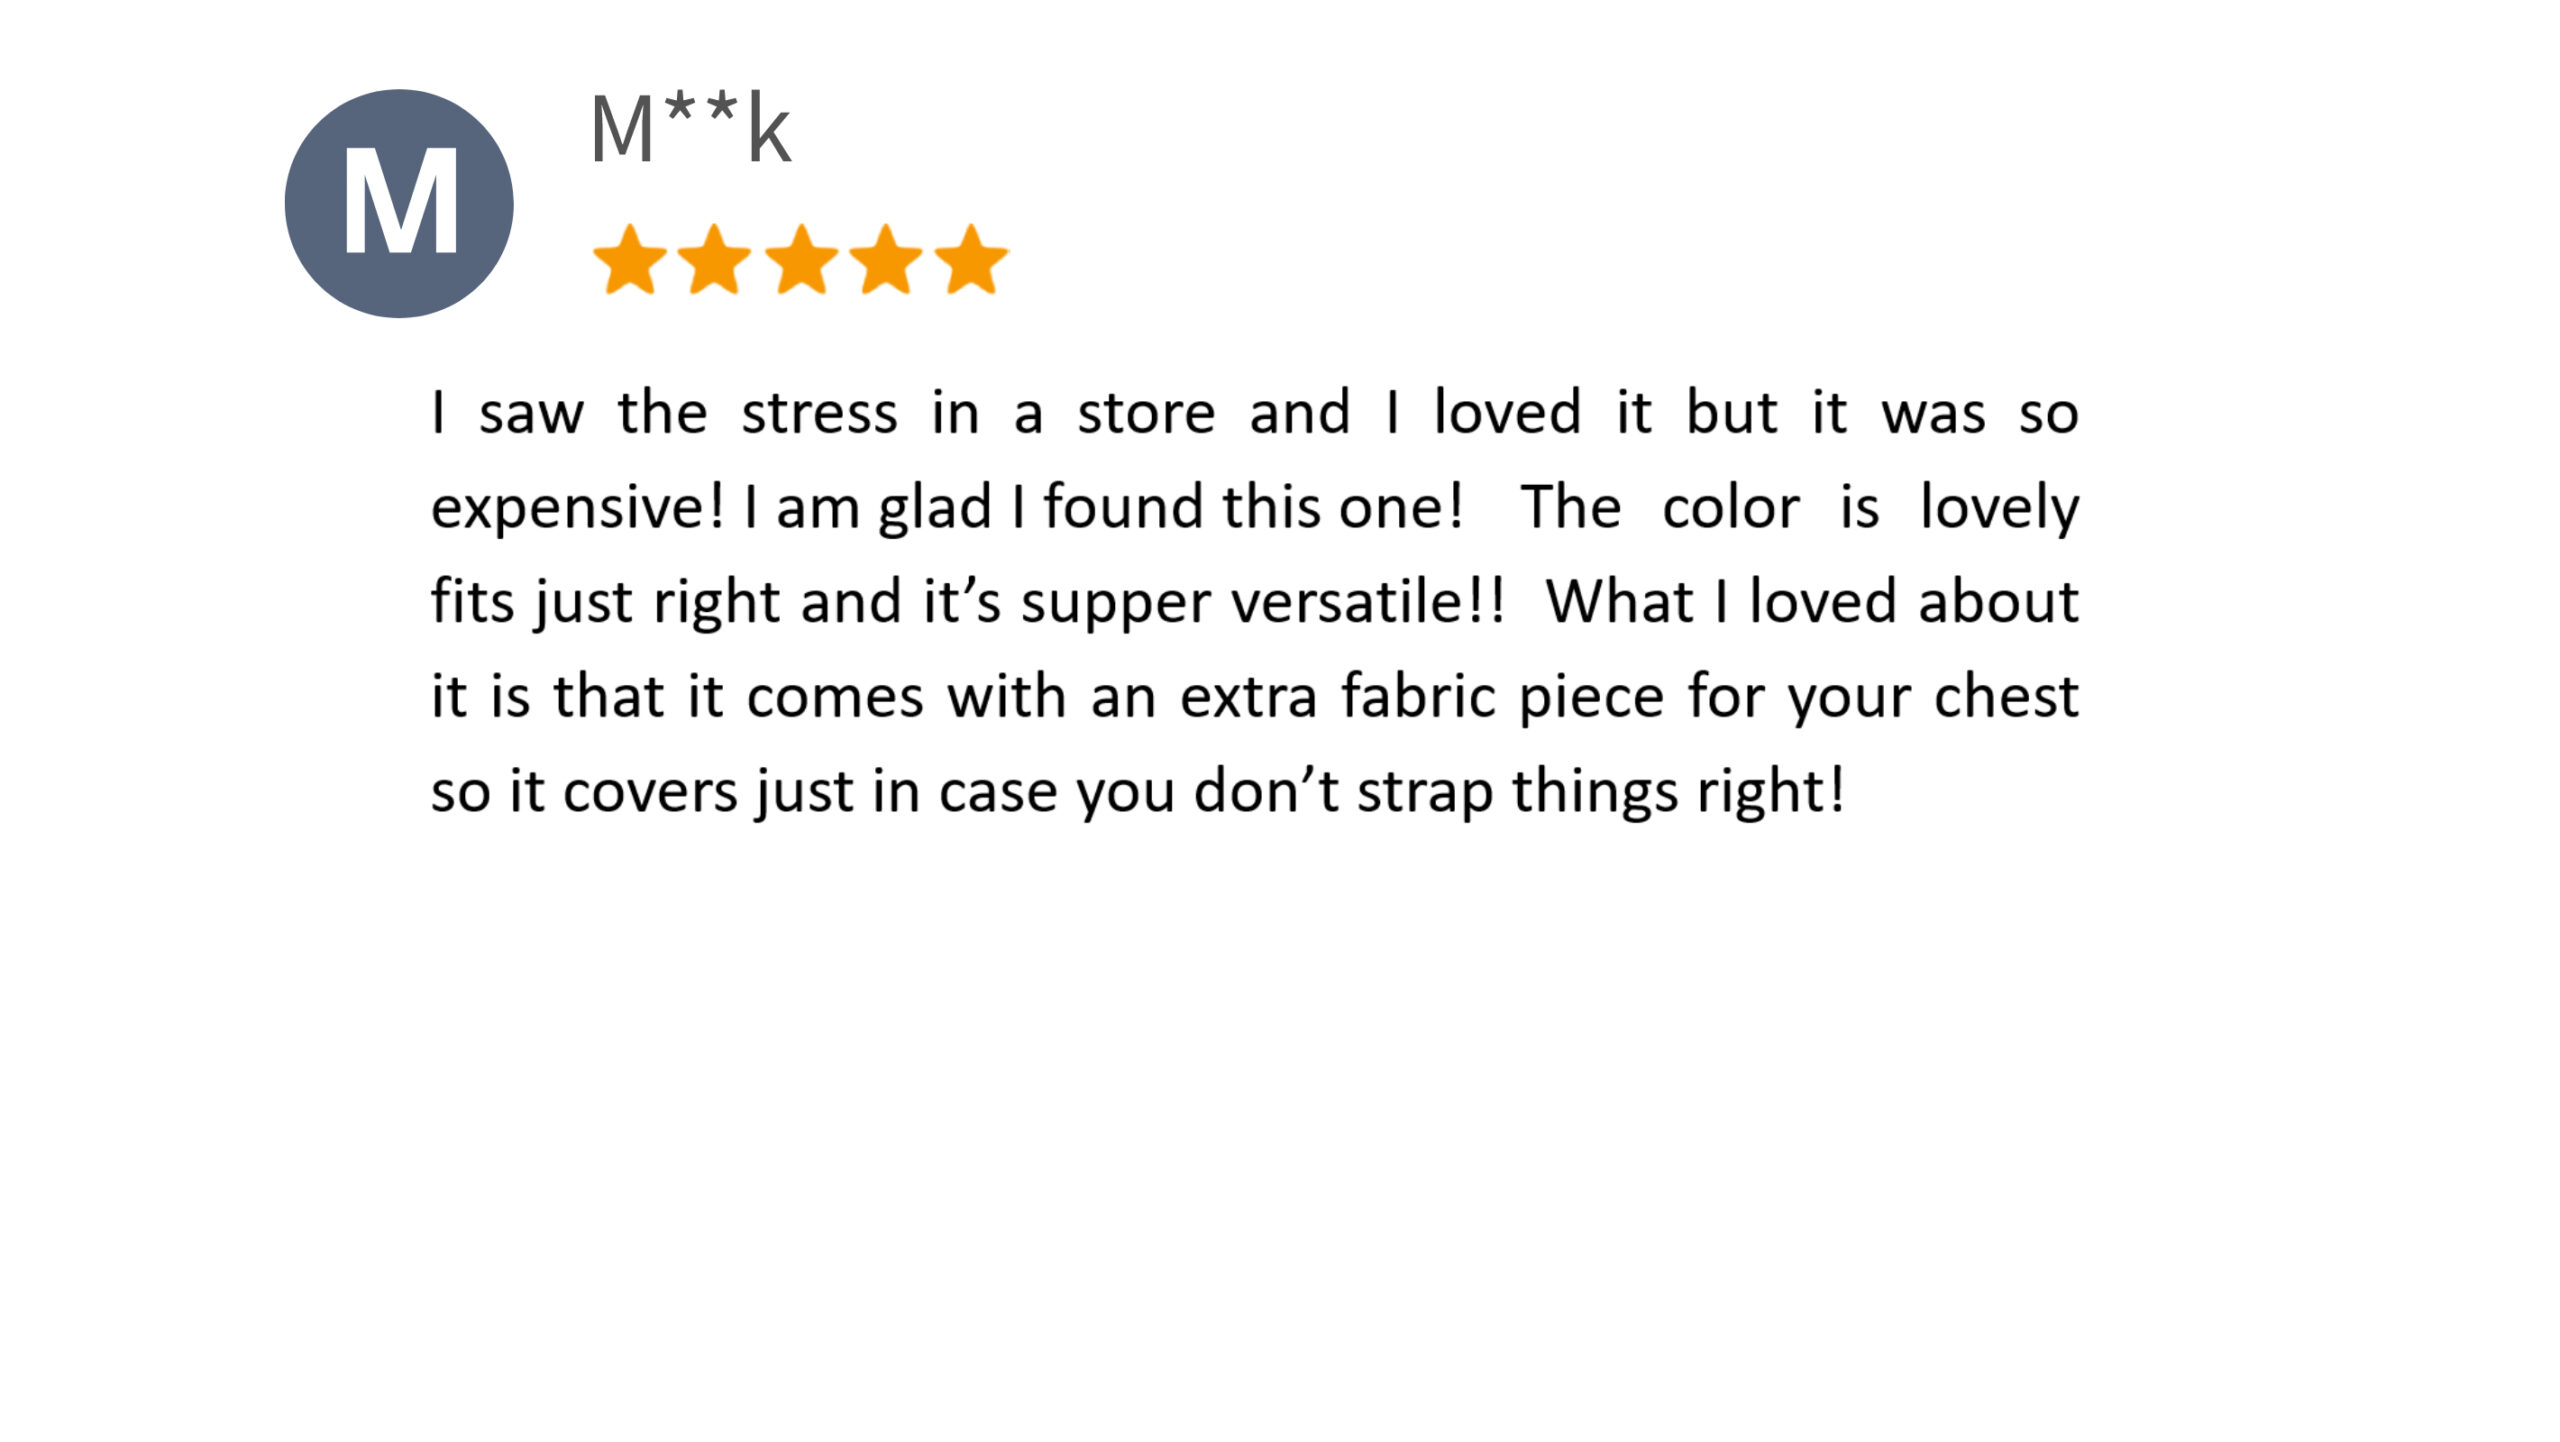 M
M**k
I saw the stress in a store and I loved it but it was so
expensive! I am glad I found this one! The color is lovely
fits just right and it’s supper versatile!! What I loved about
it is that it comes with an extra fabric piece for your chest
so it covers just in case you don’t strap things right!